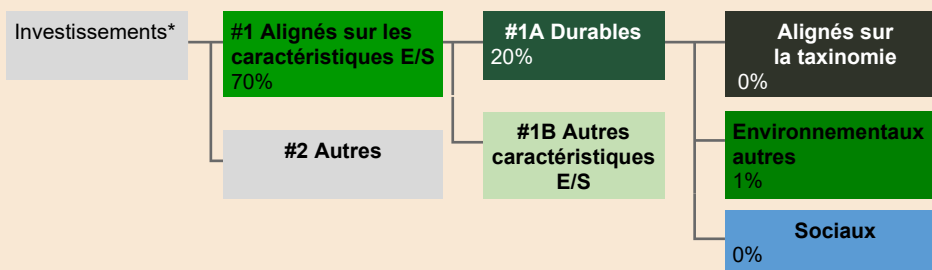 Investissements*
#1 Alignés sur les
caractéristiques E/S
70%
#2 Autres
#1A Durables
20%
#1B Autres
caractéristiques
E/S
Alignés sur
la taxinomie
0%
Environnementaux
autres
1%
Sociaux
0%